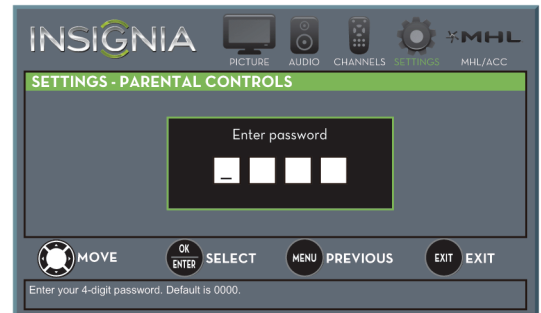 INSIGNIA
PICTURE AUDIO CHANNELS SETTINGS MHL MHL/ACC
SETTINGS - PARENTAL CONTROLS
Enter password
_
MOVE OK ENTER SELECT MENU PREVIOUS EXIT EXIT
Enter your 4-digit password. Default is 0000.